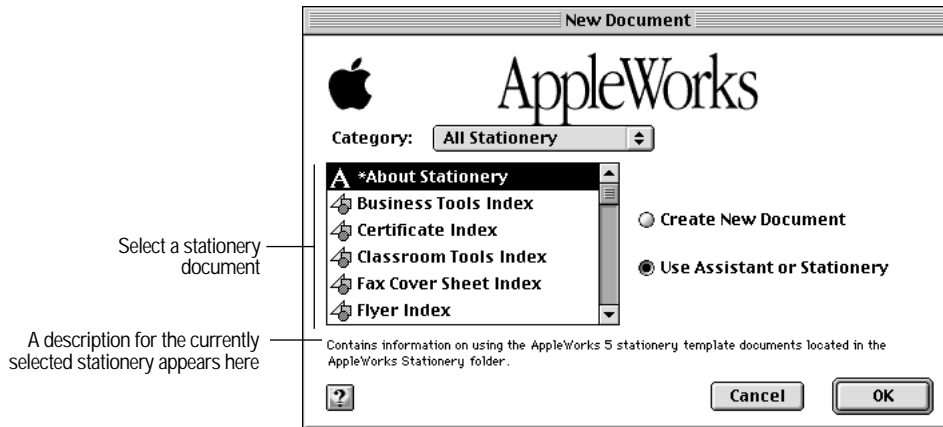 New Document
AppleWorks
Category: All Stationery
A *About Stationery
Business Tools Index
Certificate Index
Classroom Tools Index
Fax Cover Sheet Index
Flyer Index
Create New Document
Use Assistant or Stationery
Select a stationery
document
A description for the currently
selected stationery appears here
Contains information on using the AppleWorks 5 stationery template documents located in the
AppleWorks Stationery folder.
?
Cancel
OK